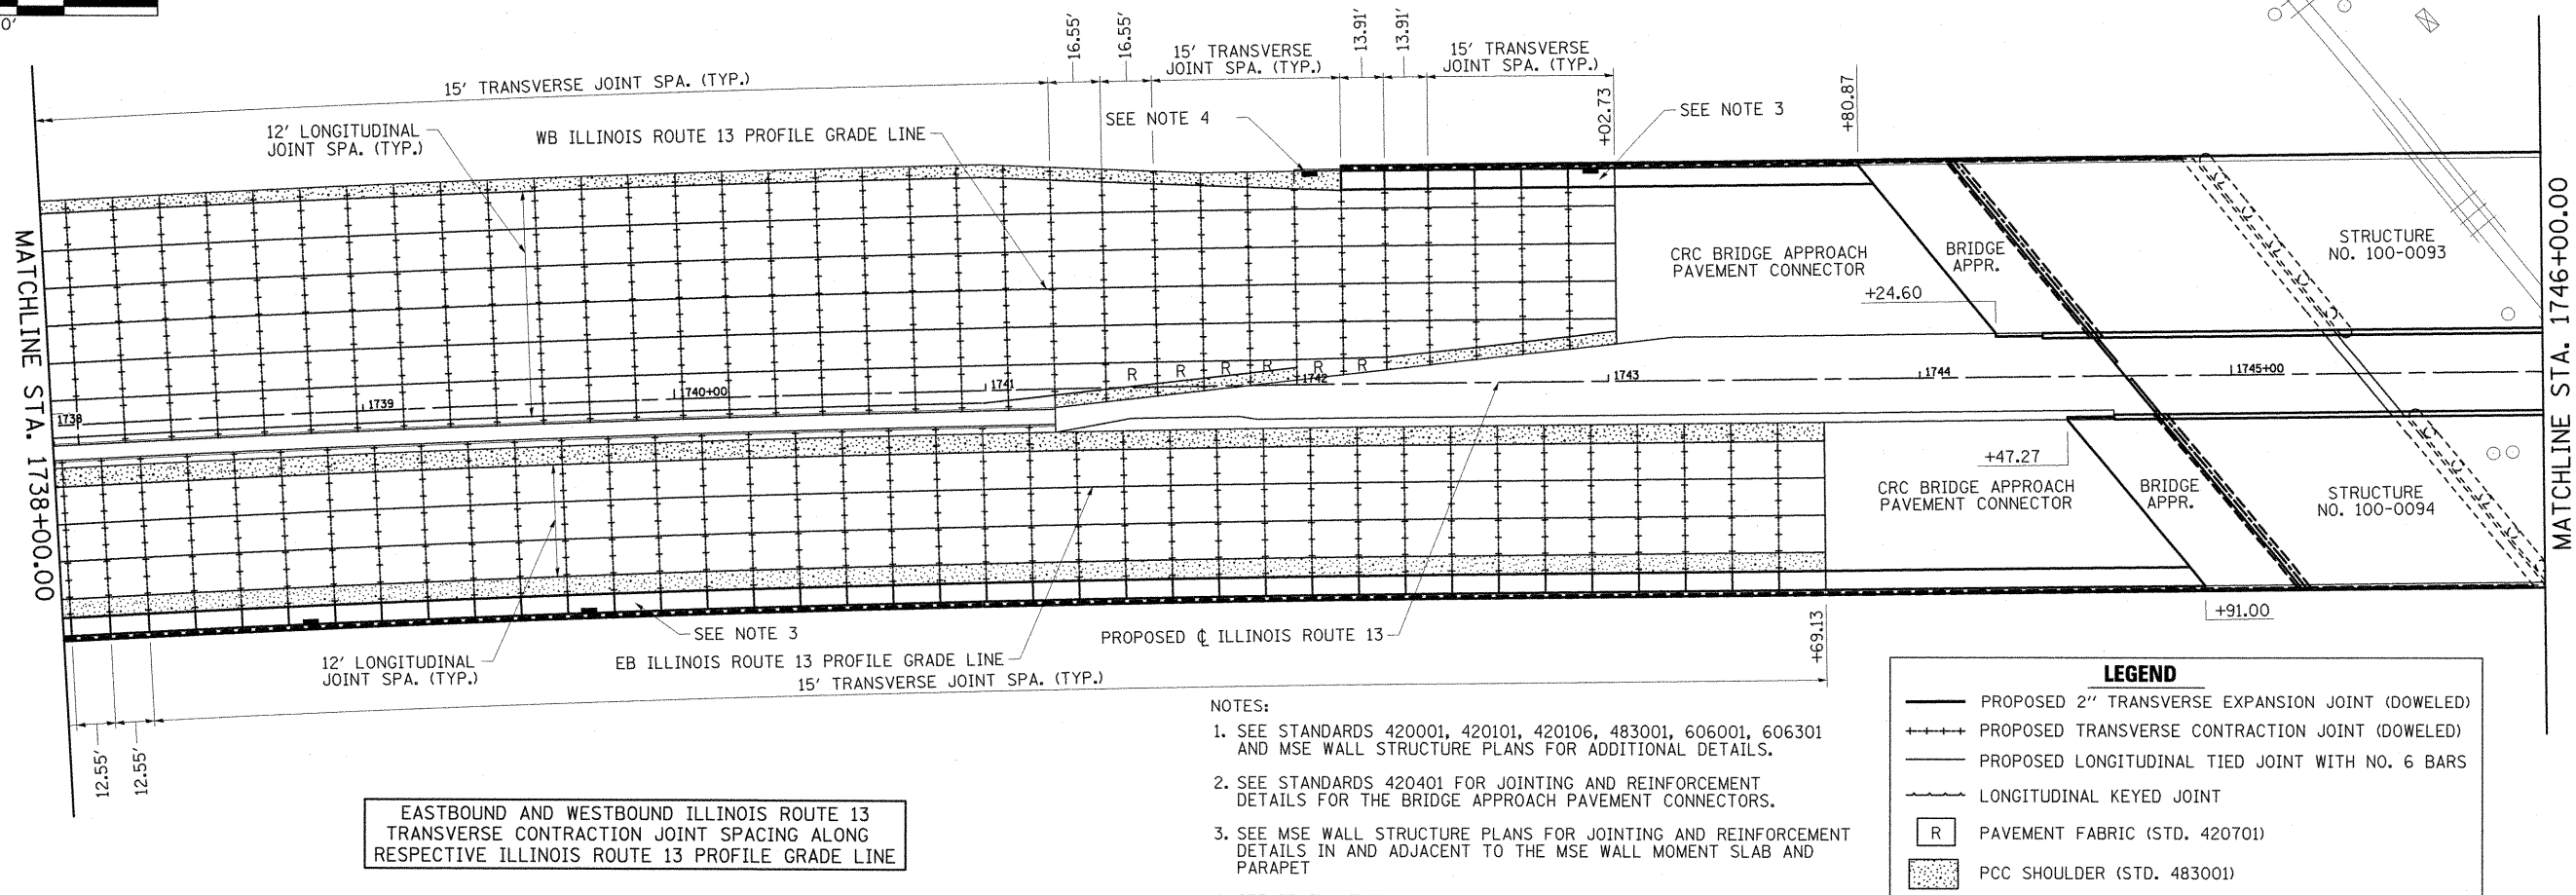 0'
15' TRANSVERSE JOINT SPA. (TYP.)
16.55'
16.55'
15' TRANSVERSE
JOINT SPA. (TYP.)
13.91'
13.91'
15' TRANSVERSE
JOINT SPA. (TYP.)
+02.73
+80.87
12' LONGITUDINAL
JOINT SPA. (TYP.)
WB ILLINOIS ROUTE 13 PROFILE GRADE LINE
SEE NOTE 4
SEE NOTE 3
MATCHLINE STA. 1738+00.00
MATCHLINE STA. 1746+00.00
CRC BRIDGE APPROACH
PAVEMENT CONNECTOR
BRIDGE
APPR.
STRUCTURE
NO. 100-0093
+24.60
R R R R R R
1738
1739
1740+00
1741
1742
1743
1744
1745+00
+47.27
CRC BRIDGE APPROACH
PAVEMENT CONNECTOR
BRIDGE
APPR.
STRUCTURE
NO. 100-0094
+91.00
+69.13
SEE NOTE 3
PROPOSED ℄ ILLINOIS ROUTE 13
12' LONGITUDINAL
JOINT SPA. (TYP.)
EB ILLINOIS ROUTE 13 PROFILE GRADE LINE
15' TRANSVERSE JOINT SPA. (TYP.)
12.55'
12.55'
EASTBOUND AND WESTBOUND ILLINOIS ROUTE 13
TRANSVERSE CONTRACTION JOINT SPACING ALONG
RESPECTIVE ILLINOIS ROUTE 13 PROFILE GRADE LINE
NOTES:
1. SEE STANDARDS 420001, 420101, 420106, 483001, 606001, 606301
AND MSE WALL STRUCTURE PLANS FOR ADDITIONAL DETAILS.
2. SEE STANDARDS 420401 FOR JOINTING AND REINFORCEMENT
DETAILS FOR THE BRIDGE APPROACH PAVEMENT CONNECTORS.
3. SEE MSE WALL STRUCTURE PLANS FOR JOINTING AND REINFORCEMENT
DETAILS IN AND ADJACENT TO THE MSE WALL MOMENT SLAB AND
PARAPET
LEGEND
PROPOSED 2'' TRANSVERSE EXPANSION JOINT (DOWELED)
PROPOSED TRANSVERSE CONTRACTION JOINT (DOWELED)
PROPOSED LONGITUDINAL TIED JOINT WITH NO. 6 BARS
LONGITUDINAL KEYED JOINT
R PAVEMENT FABRIC (STD. 420701)
PCC SHOULDER (STD. 483001)